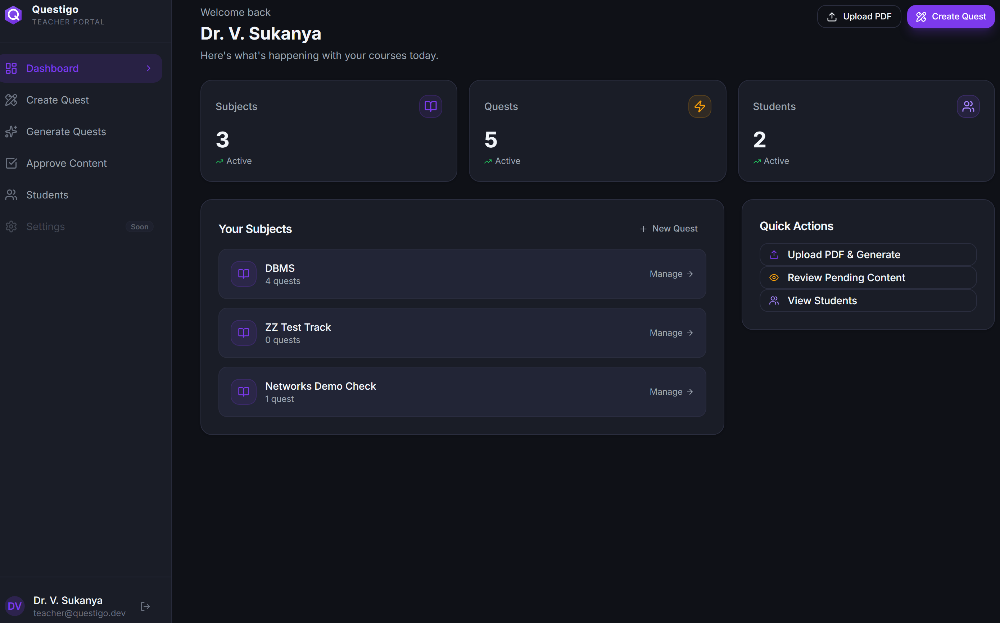 Questigo
TEACHER PORTAL
Dashboard
Create Quest
Generate Quests
Approve Content
Students
Settings
Soon
DV
Dr. V. Sukanya
teacher@questigo.dev
Welcome back
Dr. V. Sukanya
Here's what's happening with your courses today.
Upload PDF
Create Quest
Subjects
3
Active
Quests
5
Active
Students
2
Active
Your Subjects
New Quest
DBMS
4 quests
Manage →
ZZ Test Track
0 quests
Manage →
Networks Demo Check
1 quest
Manage →
Quick Actions
Upload PDF & Generate
Review Pending Content
View Students